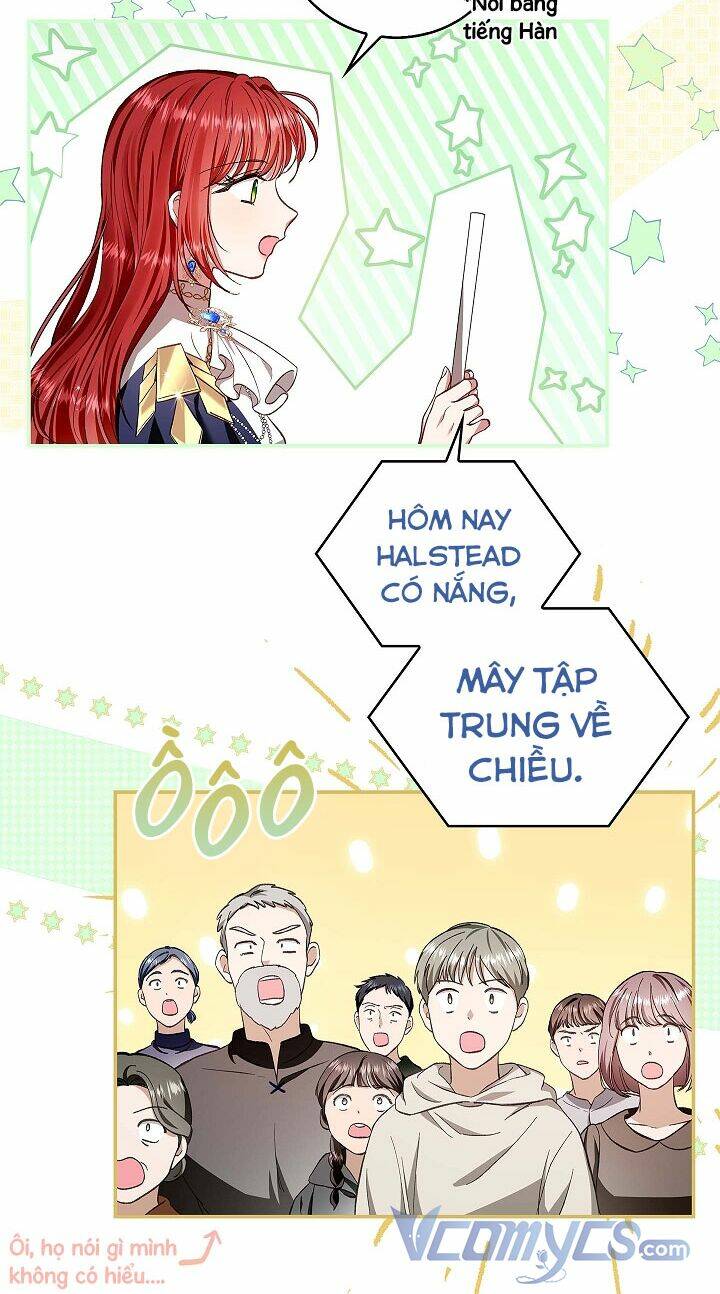 *Nói bằng
tiếng Hàn
HÔM NAY
HALSTEAD
CÓ NẮNG,
MÂY TẬP
TRUNG VỀ
CHIỀU.
Ồ Ô Ô
Ôi, họ nói gì mình
không có hiểu....
VCOMYCS.com